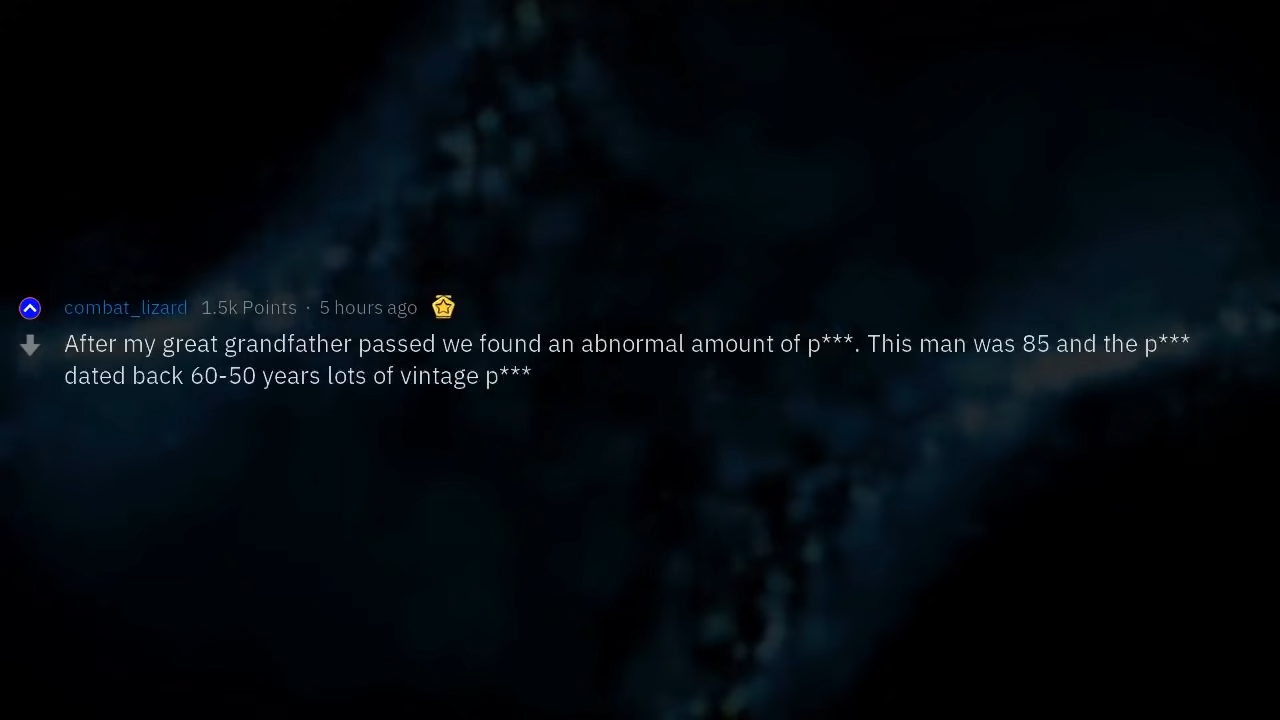 combat_lizard 1.5k Points · 5 hours ago
After my great grandfather passed we found an abnormal amount of p***. This man was 85 and the p***
dated back 60-50 years lots of vintage p***